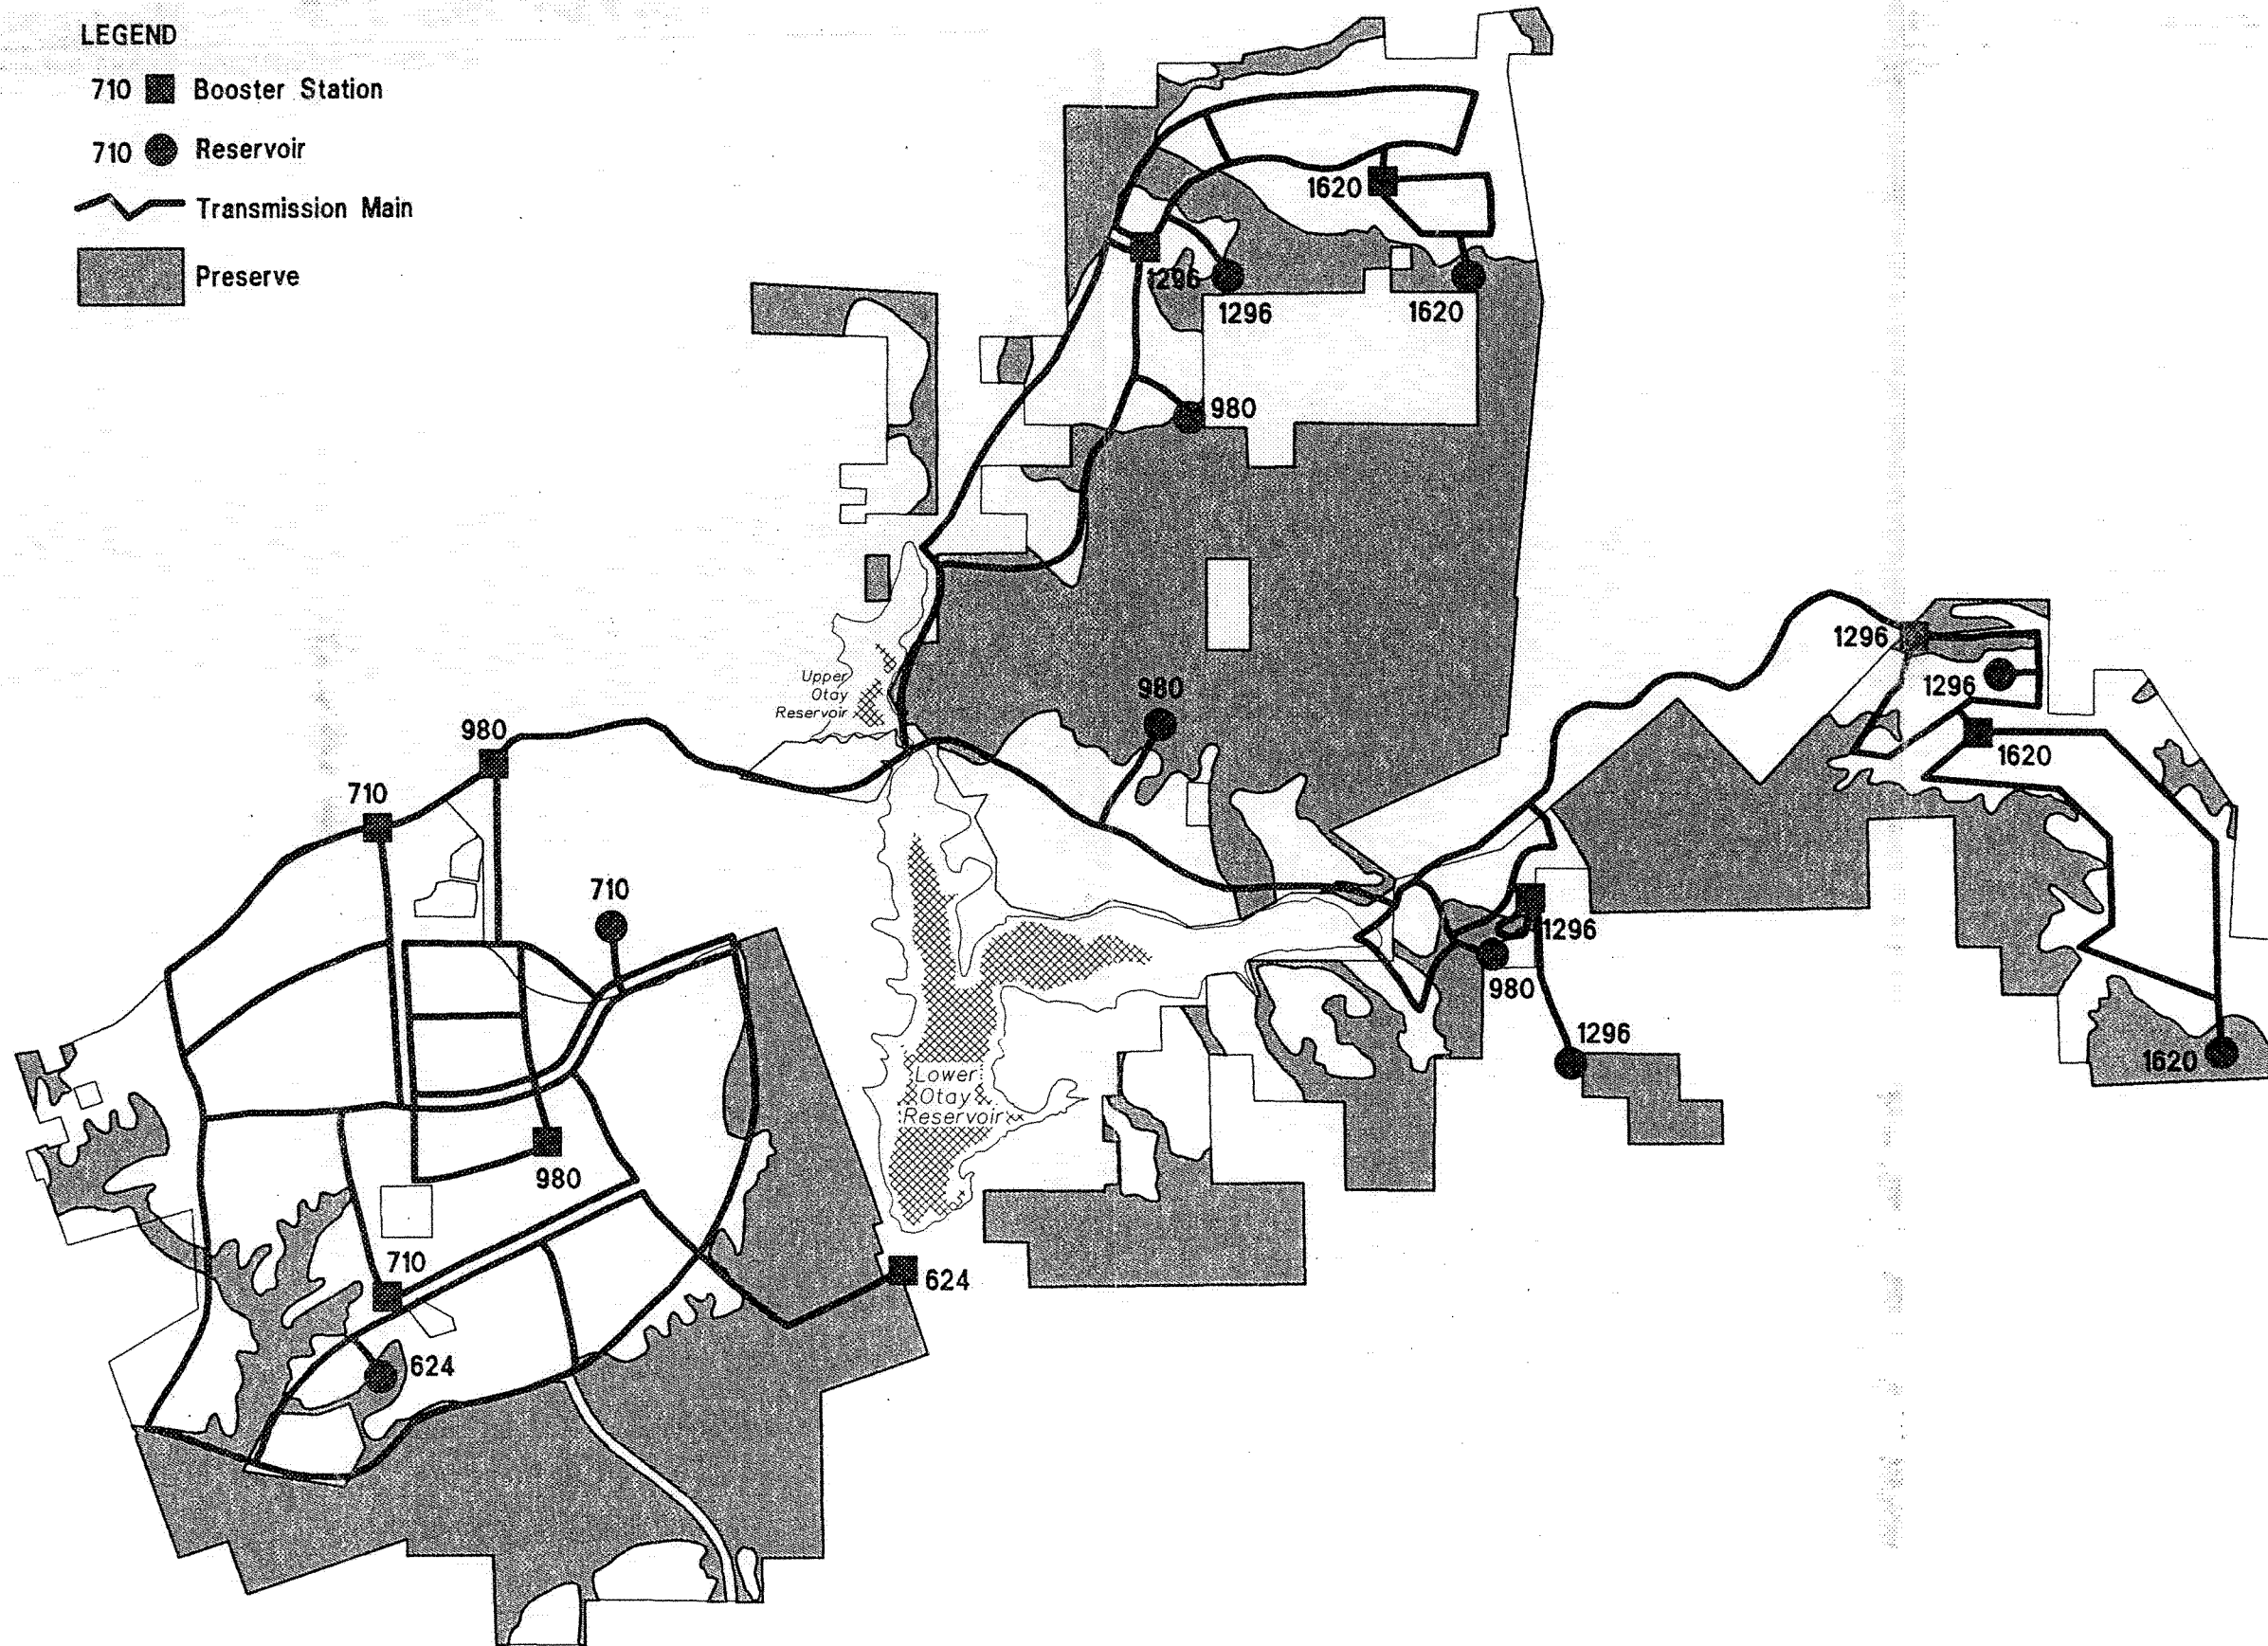 LEGEND
710 Booster Station
710 Reservoir
Transmission Main
Preserve
1620
1296
1296
1620
980
1296
1296
Upper
Otay
Reservoir
980
980
1620
710
710
1296
980
1296
1620
Lower
Otay
Reservoir
980
710
624
624